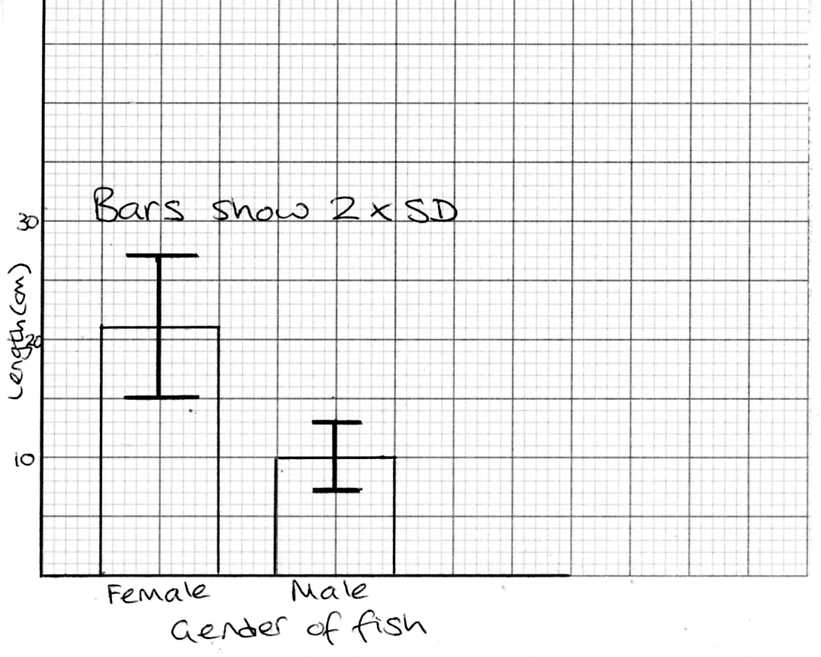 Bars show 2 x SD
30
Length (cm)
20
10
Female Male
Gender of fish